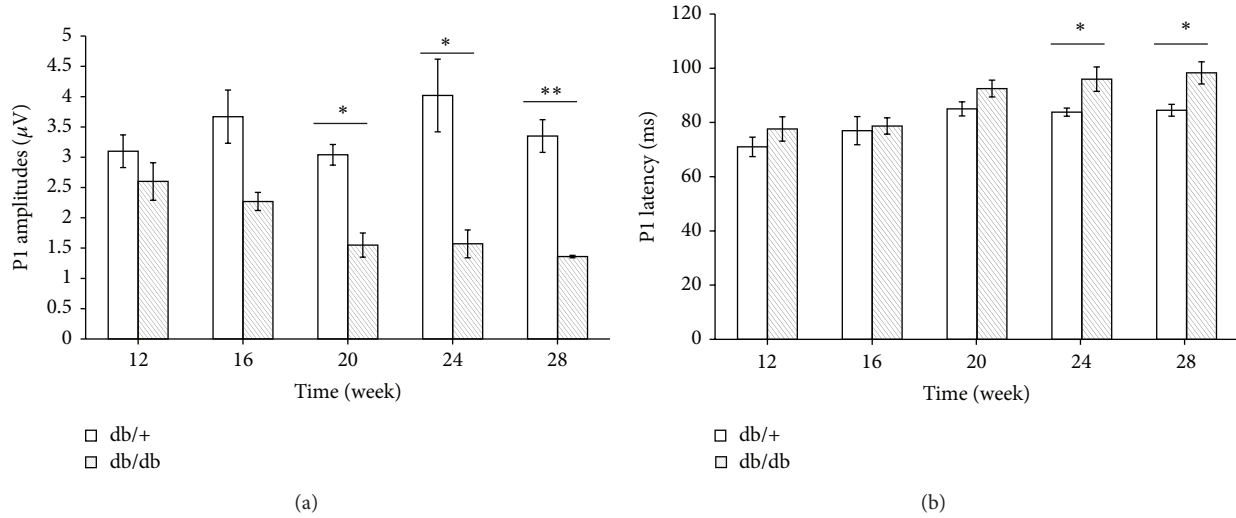 5
4.5
4
3.5
3
2.5
2
1.5
1
0.5
0
P1 amplitudes (μV)
*
*
**
12 16 20 24 28
Time (week)
db/+
db/db
(a)
120
100
80
60
40
20
0
P1 latency (ms)
* *
12 16 20 24 28
Time (week)
db/+
db/db
(b)